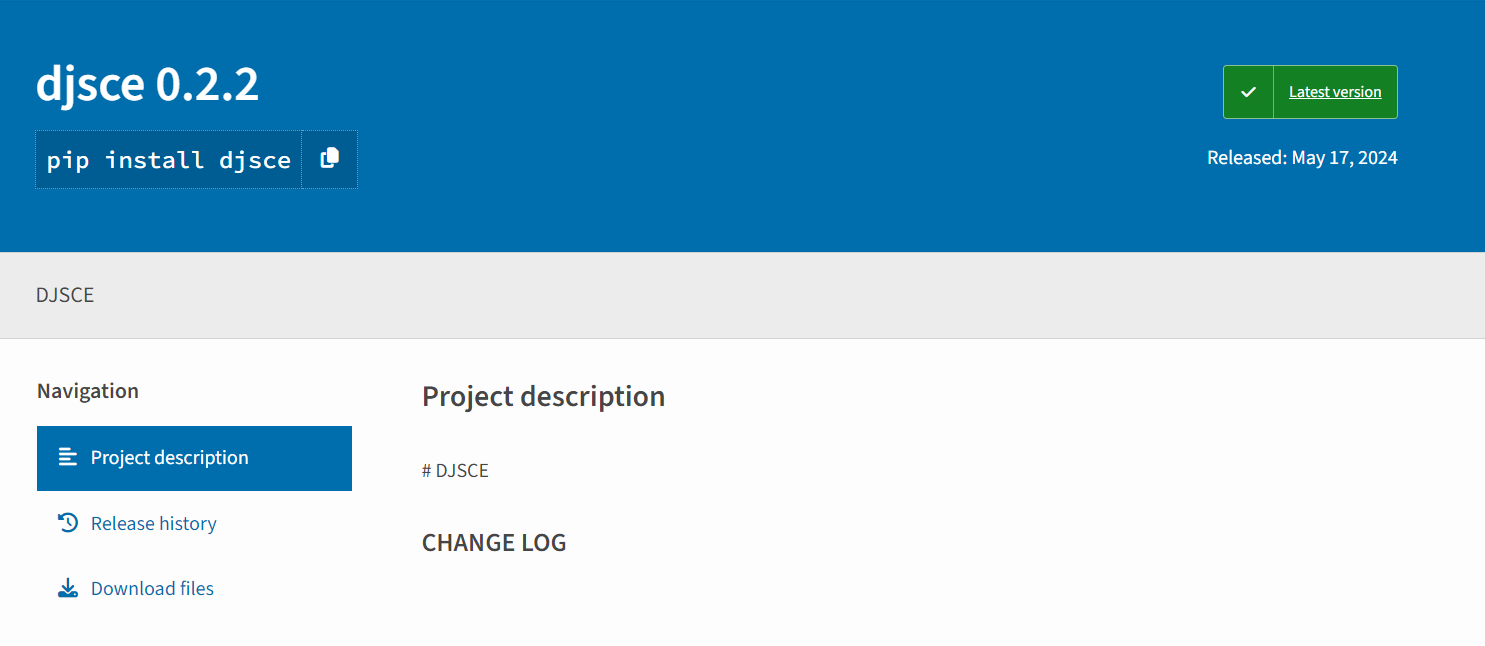 djsce 0.2.2
pip install djsce
Latest version
Released: May 17, 2024
DJSCE
Navigation
Project description
Release history
Download files
Project description
# DJSCE
CHANGE LOG